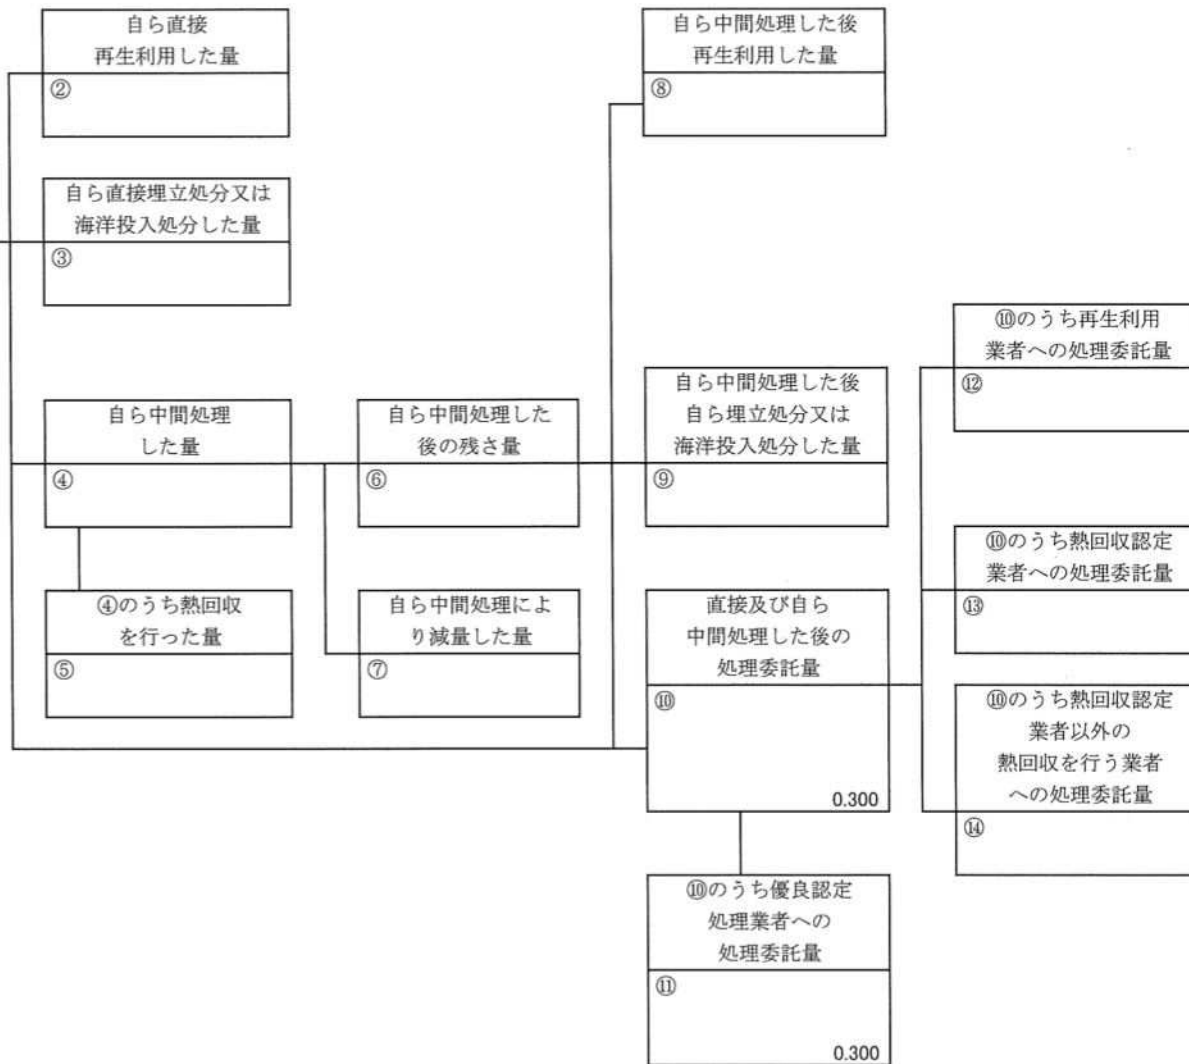 自ら直接
再生利用した量
②
自ら中間処理した後
再生利用した量
⑧
自ら直接埋立処分又は
海洋投入処分した量
③
⑩のうち再生利用
業者への処理委託量
⑫
自ら中間処理
した量
④
自ら中間処理した
後の残さ量
⑥
自ら中間処理した後
自ら埋立処分又は
海洋投入処分した量
⑨
⑩のうち熱回収認定
業者への処理委託量
⑬
④のうち熱回収
を行った量
⑤
自ら中間処理によ
り減量した量
⑦
直接及び自ら
中間処理した後の
処理委託量
⑩
0.300
⑩のうち熱回収認定
業者以外の
熱回収を行う業者
への処理委託量
⑭
⑩のうち優良認定
処理業者への
処理委託量
⑪
0.300